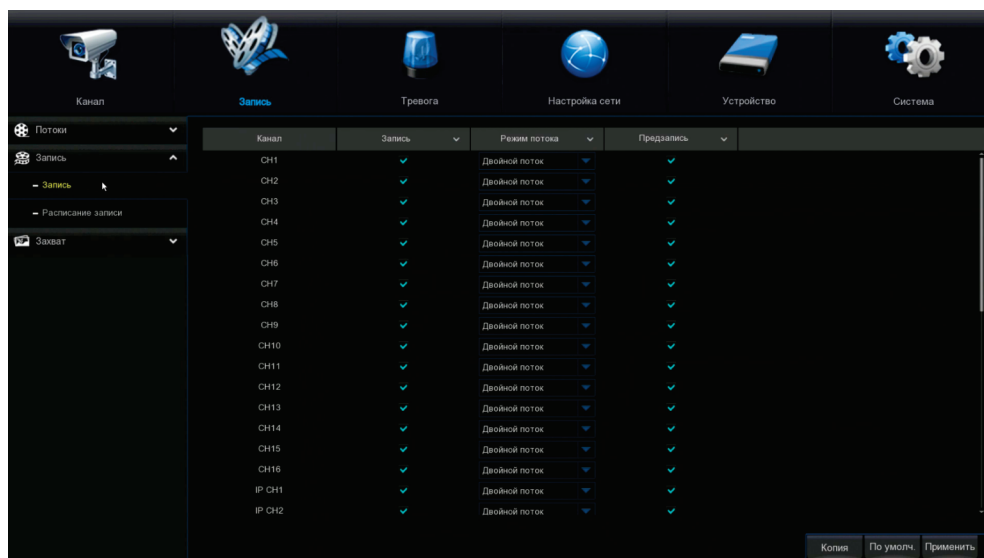 Канал Запись Тревога Настройка сети Устройство Система
Потоки
Запись
Запись
Расписание записи
Захват
Канал Запись Режим потока Предзапись
CH1 Двойной поток
CH2 Двойной поток
CH3 Двойной поток
CH4 Двойной поток
CH5 Двойной поток
CH6 Двойной поток
CH7 Двойной поток
CH8 Двойной поток
CH9 Двойной поток
CH10 Двойной поток
CH11 Двойной поток
CH12 Двойной поток
CH13 Двойной поток
CH14 Двойной поток
CH15 Двойной поток
CH16 Двойной поток
IP CH1 Двойной поток
IP CH2 Двойной поток
Копия По умолч. Применить